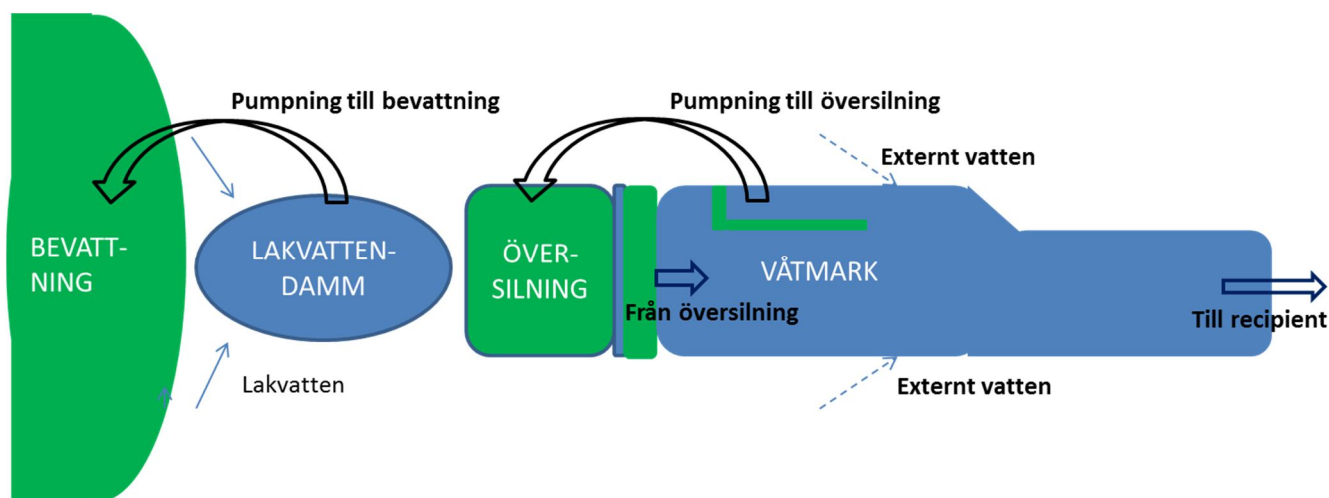 Pumpning till bevattning
Pumpning till översilning
Externt vatten
BEVATT-
NING
LAKVATTEN-
DAMM
ÖVER-
SILNING
VÅTMARK
Från översilning
Till recipient
Lakvatten
Externt vatten